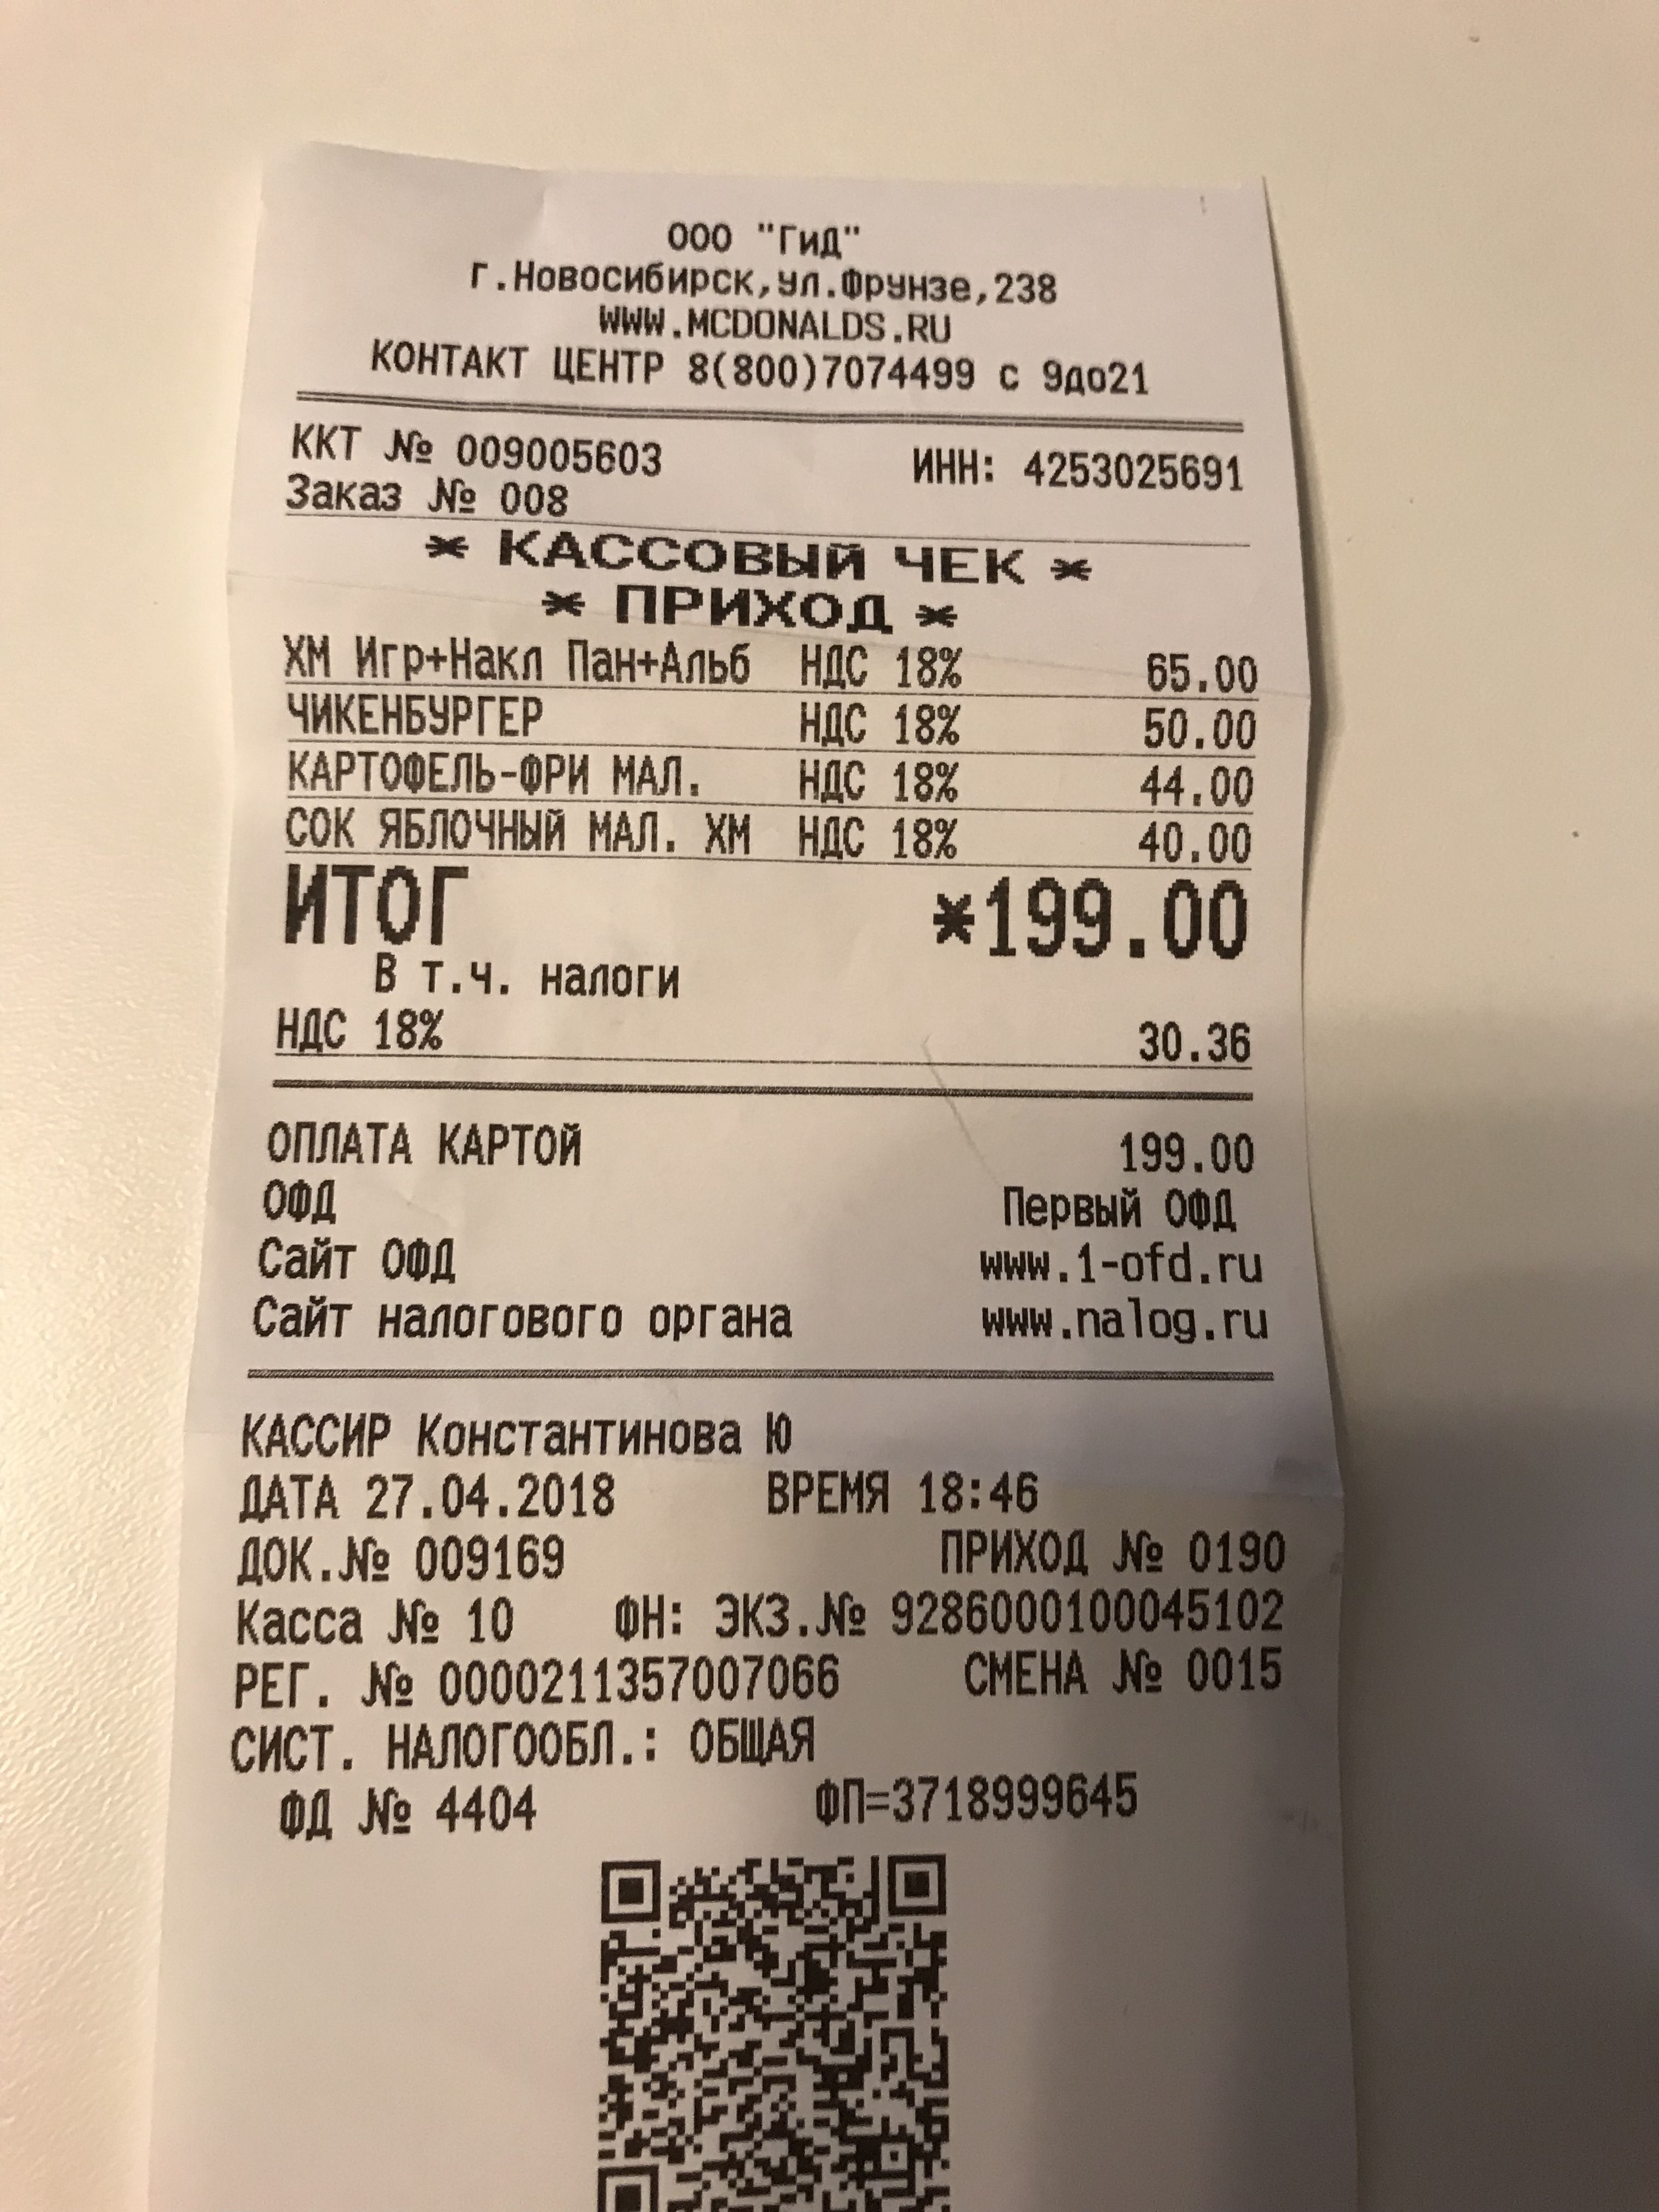 ООО "ГиД"
г.Новосибирск,ул.Фрунзе,238
WWW.MCDONALDS.RU
КОНТАКТ ЦЕНТР 8(800)7074499 с 9до21
ККТ № 009005603 ИНН: 4253025691
Заказ № 008
* КАССОВЫЙ ЧЕК *
* ПРИХОД *
ХМ Игр+Накл Пан+Альб НДС 18% 65.00
ЧИКЕНБУРГЕР НДС 18% 50.00
КАРТОФЕЛЬ-ФРИ МАЛ. НДС 18% 44.00
СОК ЯБЛОЧНЫЙ МАЛ. ХМ НДС 18% 40.00
ИТОГ *199.00
В т.ч. налоги
НДС 18% 30.36
ОПЛАТА КАРТОЙ 199.00
ОФД Первый ОФД
Сайт ОФД www.1-ofd.ru
Сайт налогового органа www.nalog.ru
КАССИР Константинова Ю
ДАТА 27.04.2018 ВРЕМЯ 18:46
ДОК.№ 009169 ПРИХОД № 0190
Касса № 10 ФН: ЭКЗ.№ 9286000100045102
РЕГ. № 0000211357007066 СМЕНА № 0015
СИСТ. НАЛОГООБЛ.: ОБЩАЯ
ФД № 4404 ФП=3718999645